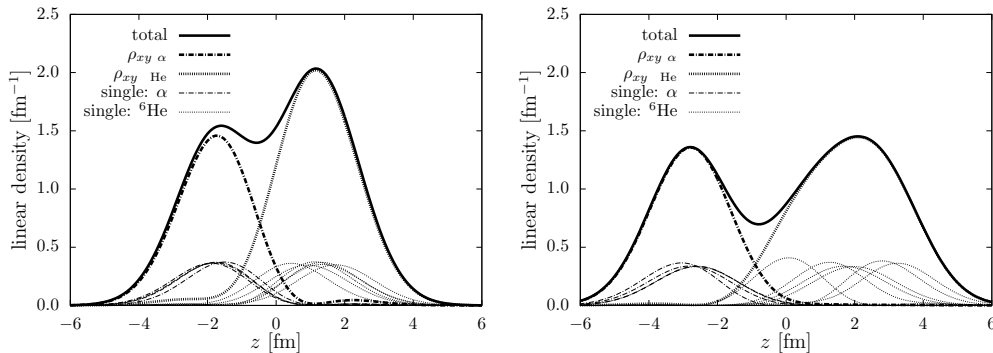 2.5
2.0
1.5
1.0
0.5
0.0
linear density [fm⁻¹]
total
ρxy α
ρxy He
single: α
single: ⁶He
−6 −4 −2 0 2 4 6
z [fm]
2.5
2.0
1.5
1.0
0.5
0.0
linear density [fm⁻¹]
total
ρxy α
ρxy He
single: α
single: ⁶He
−6 −4 −2 0 2 4 6
z [fm]